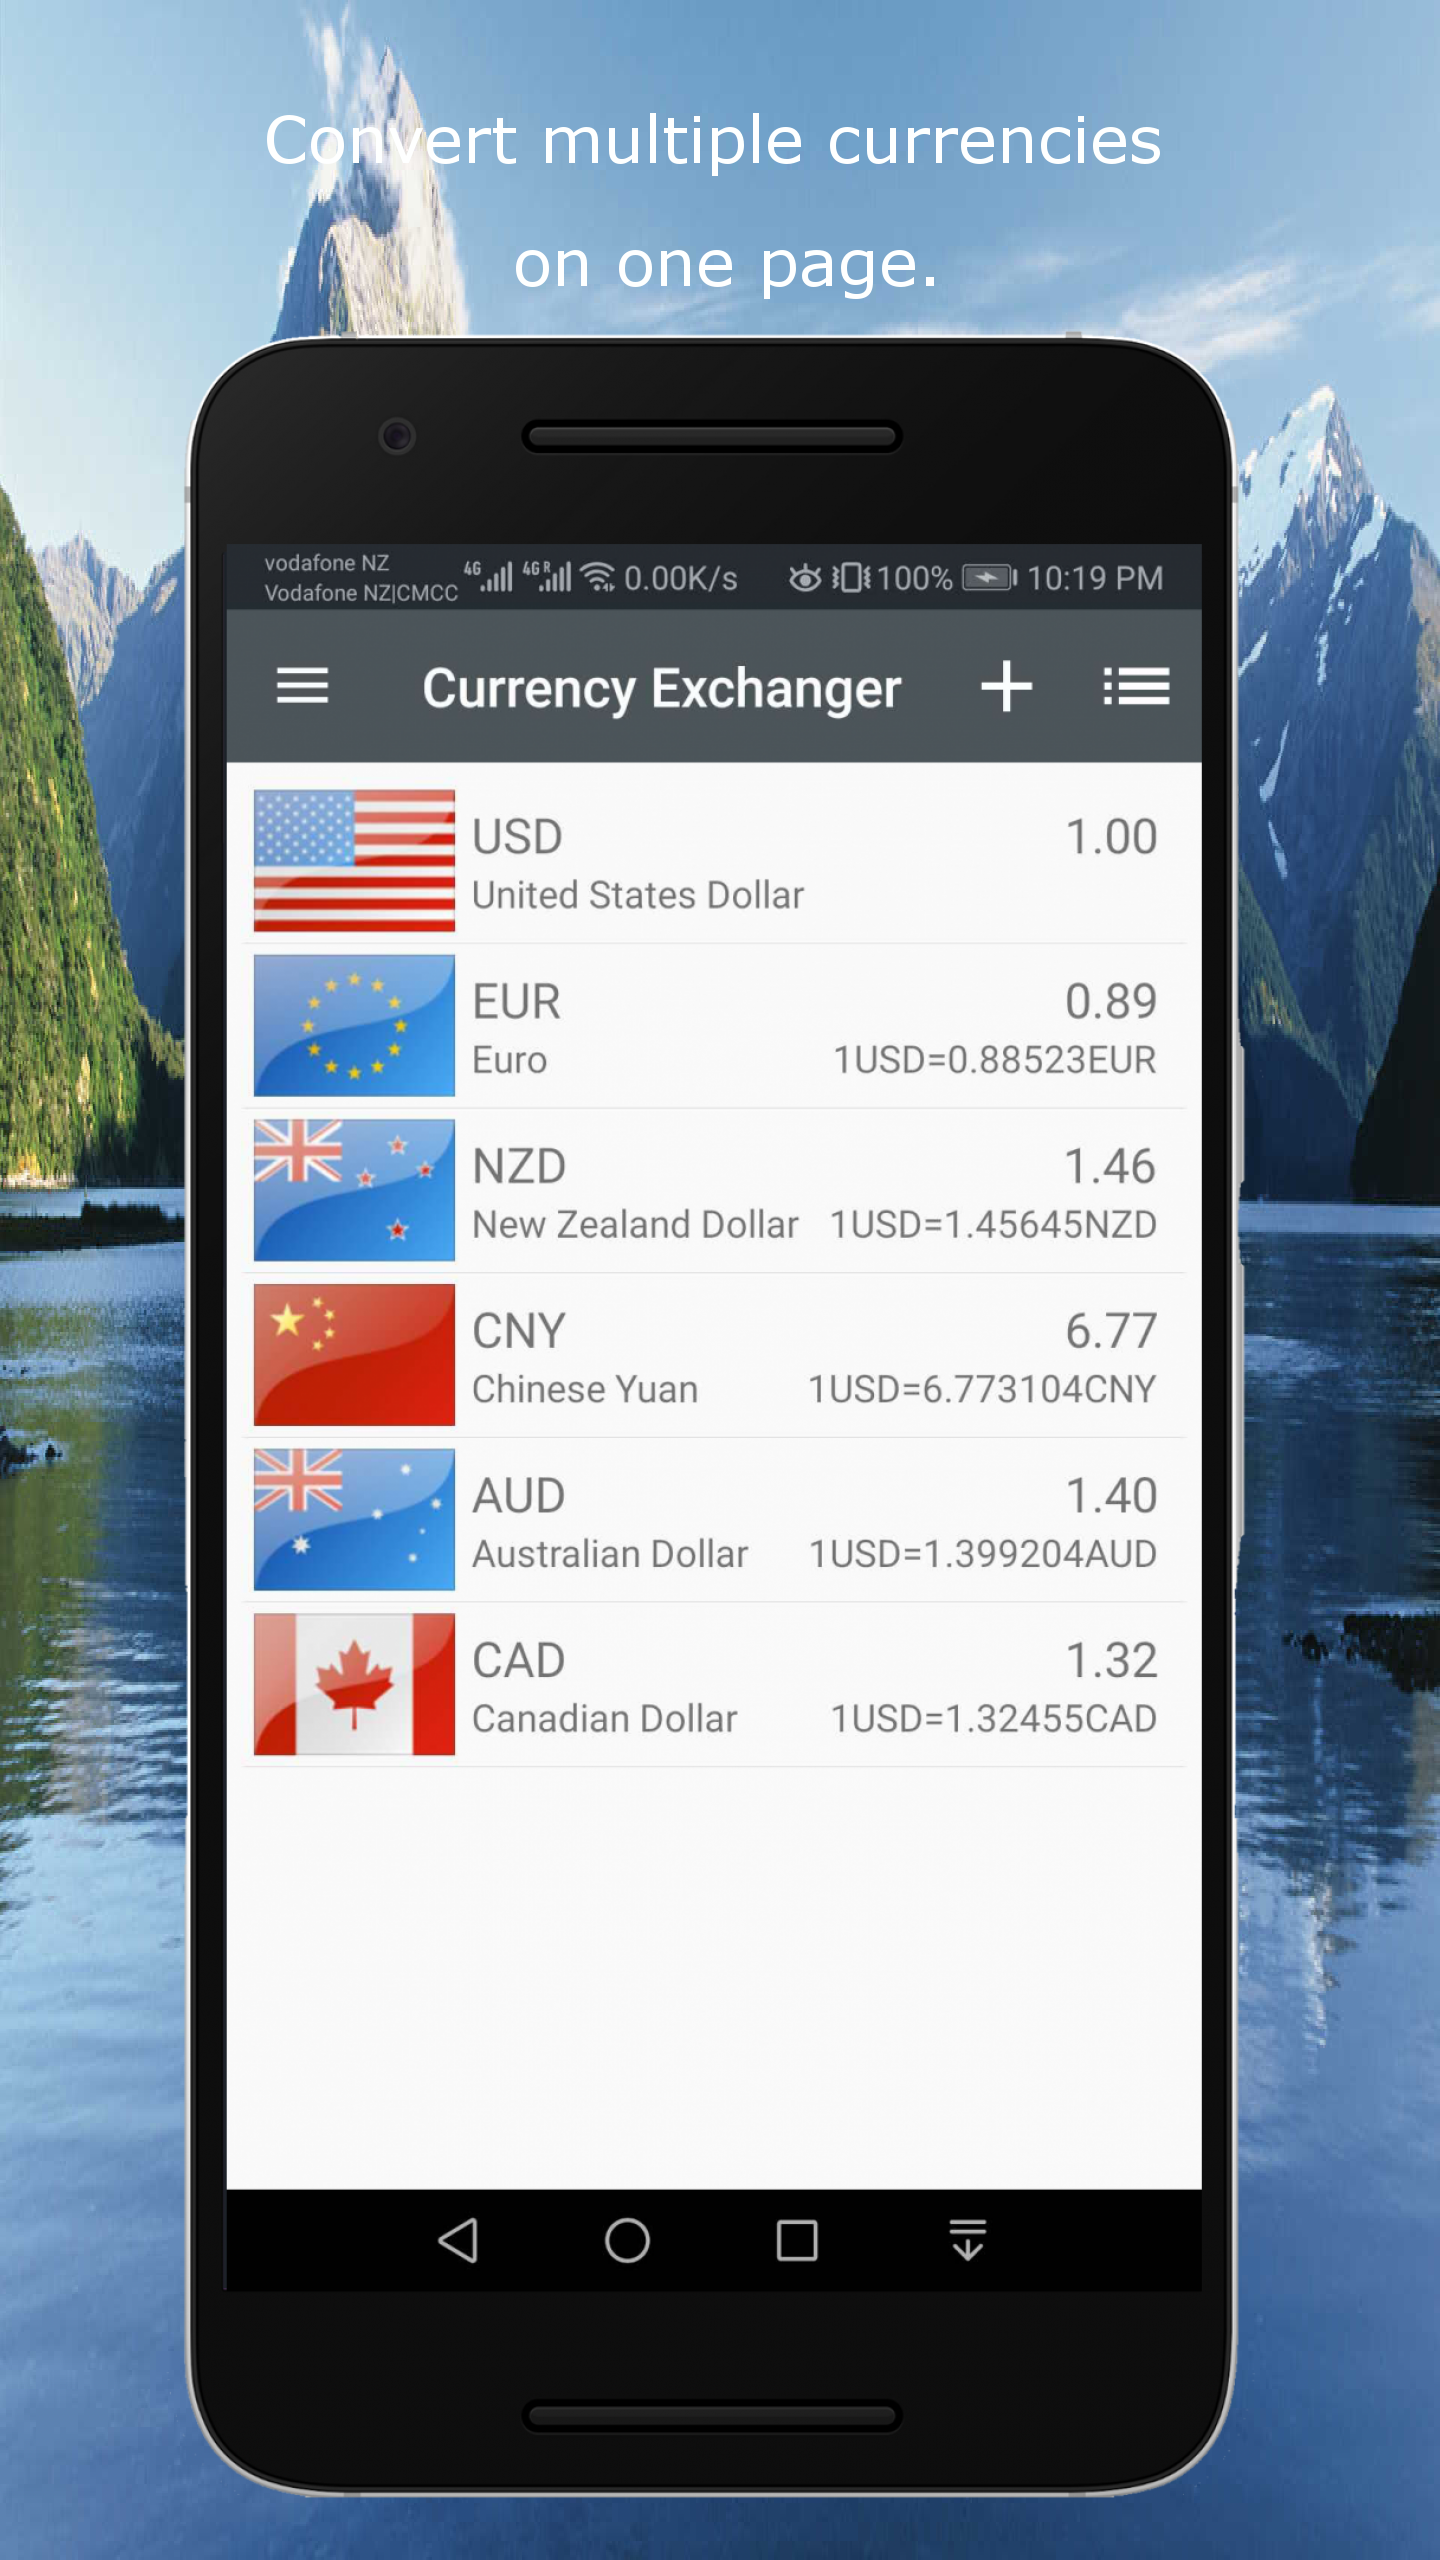 Convert multiple currencies
on one page.
vodafone NZ
Vodafone NZ|CMCC 4G 4G R 0.00K/s 100% 10:19 PM
Currency Exchanger
USD 1.00
United States Dollar
EUR 0.89
Euro 1USD=0.88523EUR
NZD 1.46
New Zealand Dollar 1USD=1.45645NZD
CNY 6.77
Chinese Yuan 1USD=6.773104CNY
AUD 1.40
Australian Dollar 1USD=1.399204AUD
CAD 1.32
Canadian Dollar 1USD=1.32455CAD